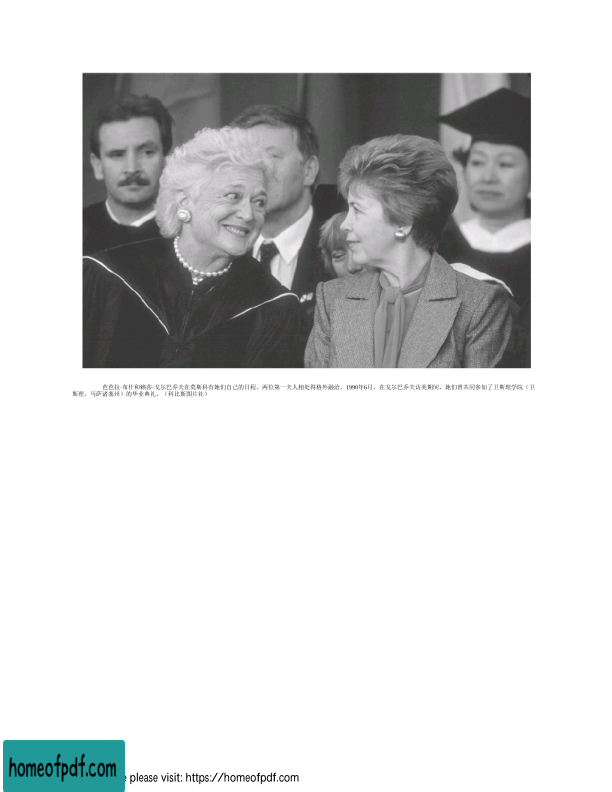 芭芭拉·布什和赖莎·戈尔巴乔夫在莫斯科有她们自己的日程。两位第一夫人相处得格外融洽。1990年6月，在戈尔巴乔夫访美期间，她们曾共同参加了卫斯理学院（卫
斯理，马萨诸塞州）的毕业典礼。（科比斯图片社）
homeofpdf.com
e please visit: https://homeofpdf.com